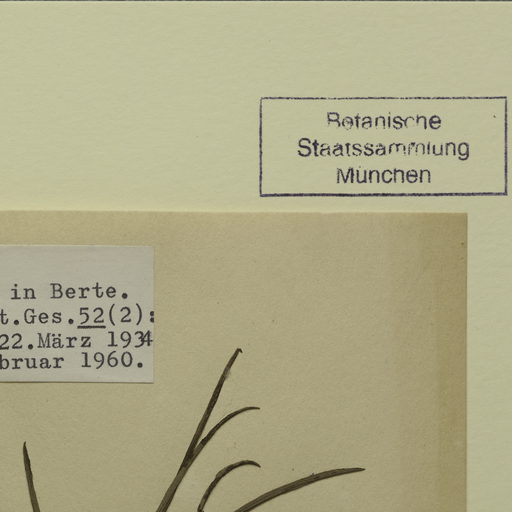 Botanische
Staatssammlung
München
in Berte.
t.Ges.52(2):
22.März 1934
bruar 1960.